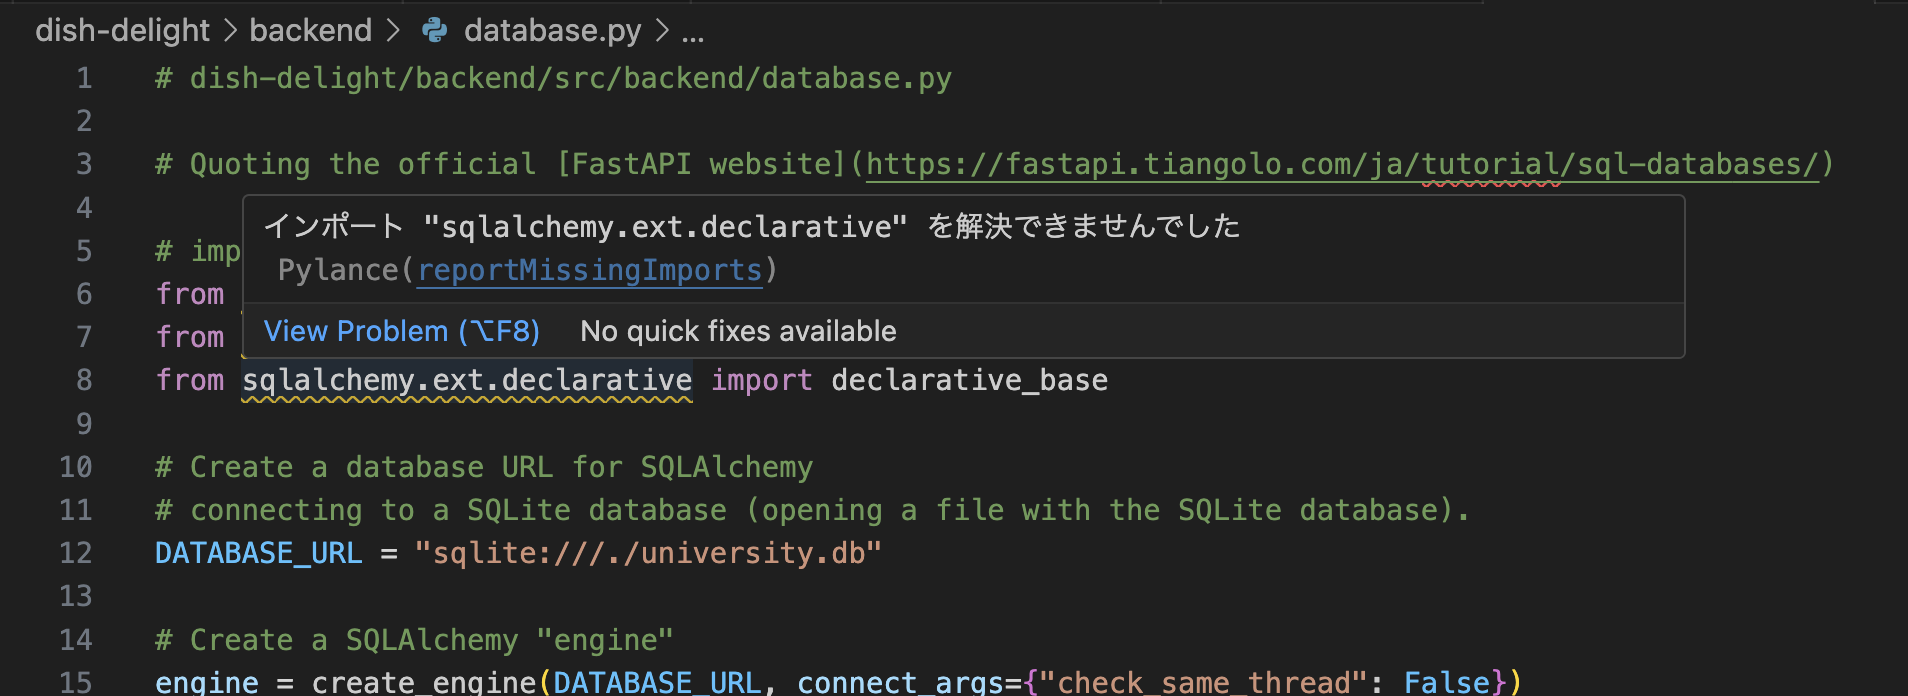 dish-delight > backend > database.py > ...
1 # dish-delight/backend/src/backend/database.py
2
3 # Quoting the official [FastAPI website](https://fastapi.tiangolo.com/ja/tutorial/sql-databases/)
4
インポート "sqlalchemy.ext.declarative" を解決できませんでした
5 # imp
Pylance(reportMissingImports)
6 from
View Problem (⌥F8) No quick fixes available
7 from
8 from sqlalchemy.ext.declarative import declarative_base
9
10 # Create a database URL for SQLAlchemy
11 # connecting to a SQLite database (opening a file with the SQLite database).
12 DATABASE_URL = "sqlite:///./university.db"
13
14 # Create a SQLAlchemy "engine"
15 engine = create_engine(DATABASE_URL, connect_args={"check_same_thread": False})